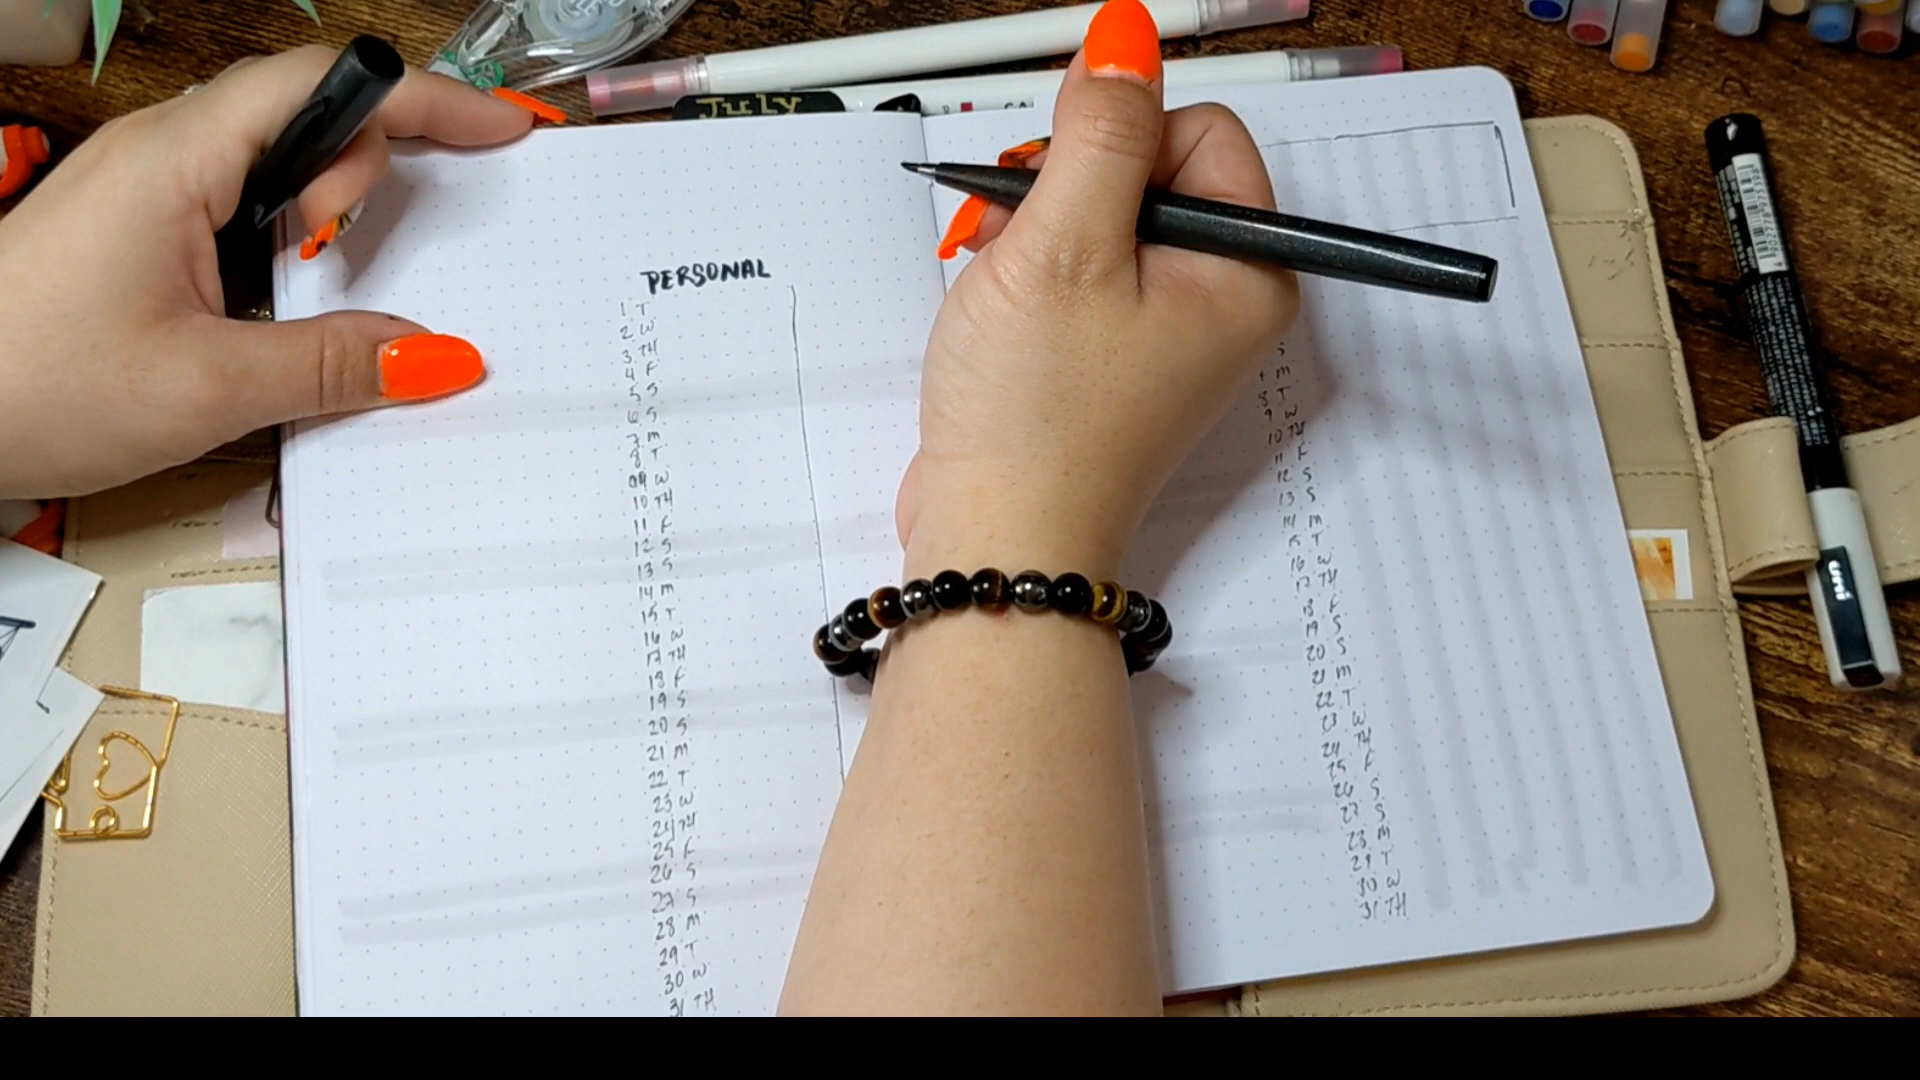 July
PERSONAL
1 T
2 W
3 TH
4 F
5 S
6 S
7 M
8 T
09 W
10 TH
11 F
12 S
13 S
14 M
15 T
16 W
17 TH
18 F
19 S
20 S
21 M
22 T
23 W
24 TH
25 F
26 S
27 S
28 M
29 T
30 W
31 TH
S
M
8 T
9 W
10 TH
11 F
12 S
13 S
14 M
15 T
16 W
17 TH
18 F
19 S
20 S
21 M
22 T
23 W
24 TH
25 F
26 S
27 S
28 M
29 T
30 W
31 TH
uni